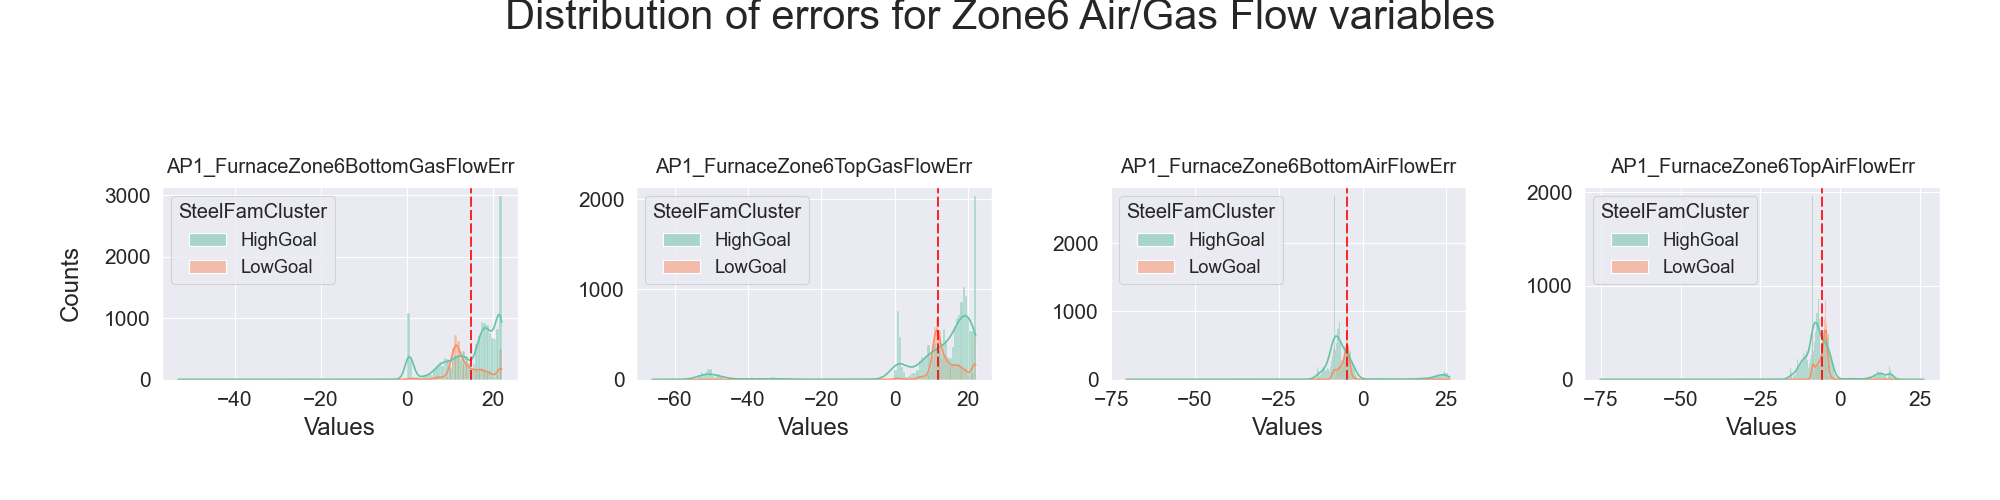 Distribution of errors for Zone6 Air/Gas Flow variables
AP1_FurnaceZone6BottomGasFlowErr
Counts
3000
2000
1000
0
SteelFamCluster
HighGoal
LowGoal
−40
−20
0
20
Values
AP1_FurnaceZone6TopGasFlowErr
2000
1000
0
SteelFamCluster
HighGoal
LowGoal
−60
−40
−20
0
20
Values
AP1_FurnaceZone6BottomAirFlowErr
2000
1000
0
SteelFamCluster
HighGoal
LowGoal
−75
−50
−25
0
25
Values
AP1_FurnaceZone6TopAirFlowErr
2000
1000
0
SteelFamCluster
HighGoal
LowGoal
−75
−50
−25
0
25
Values